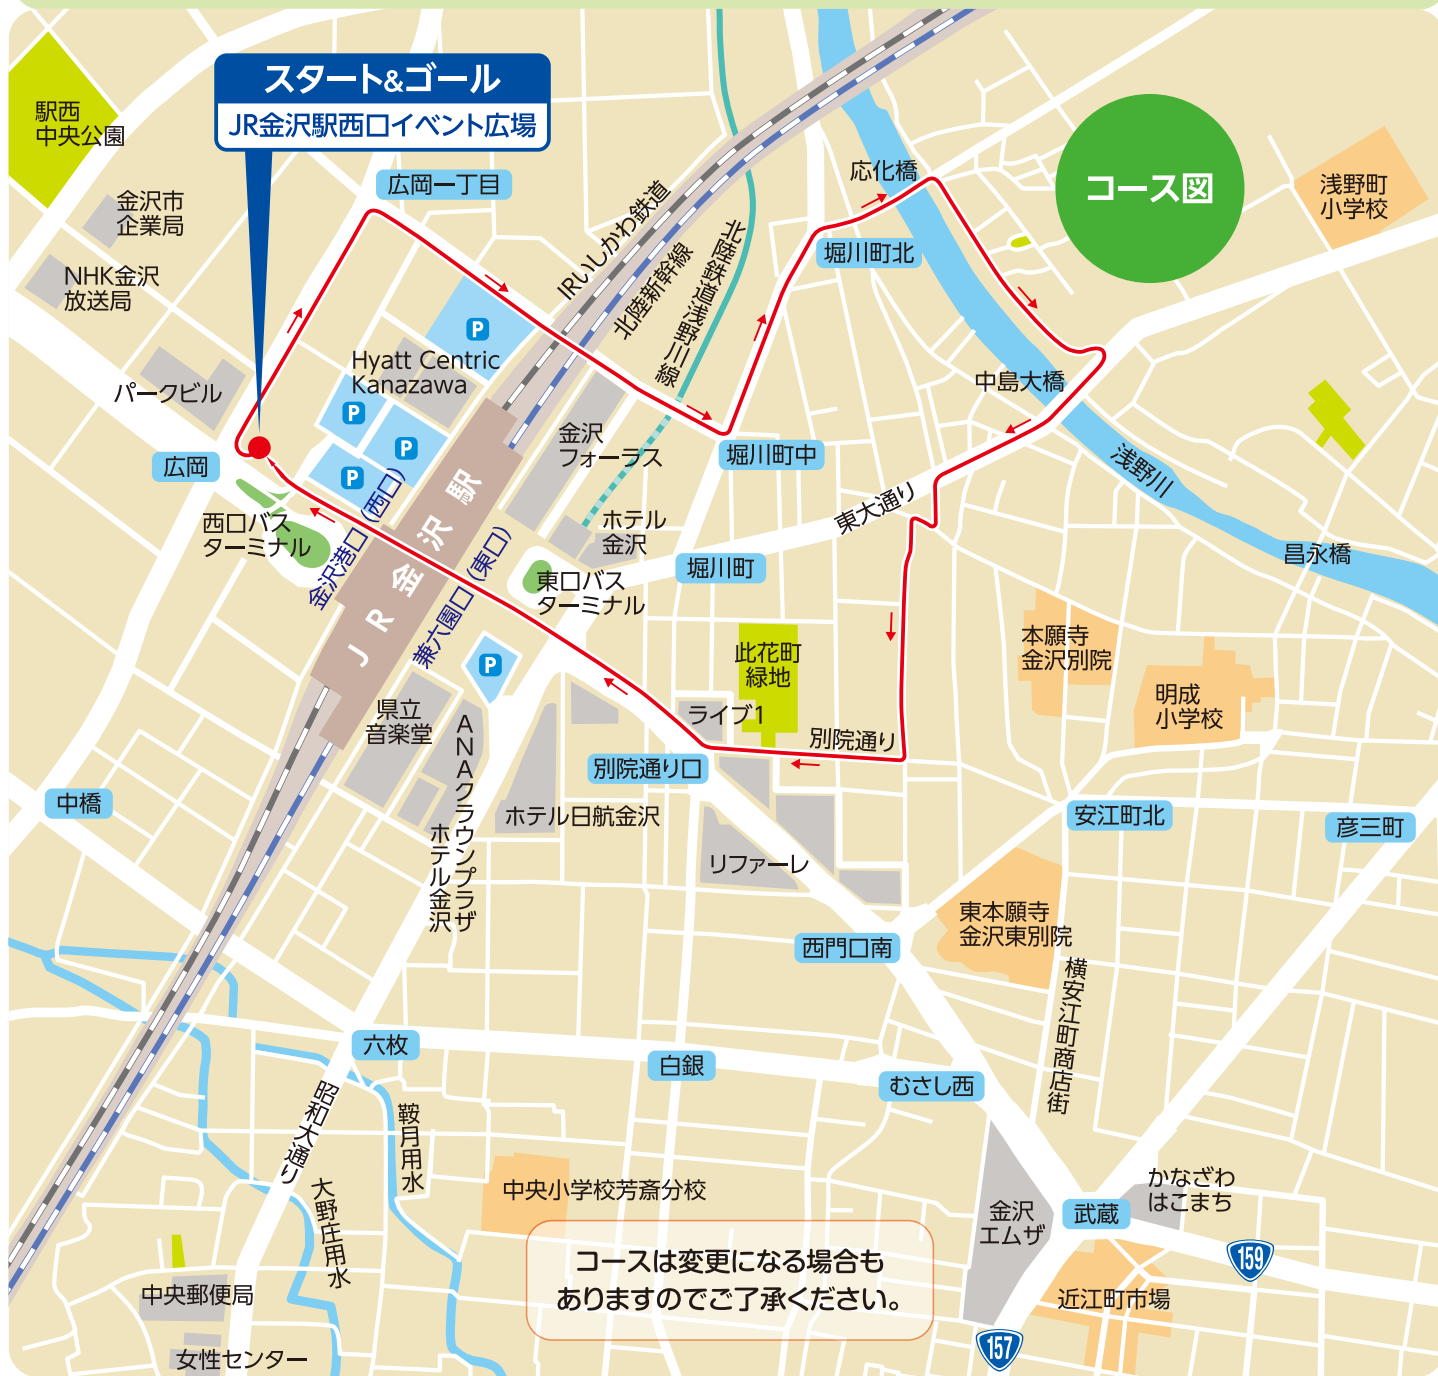 スタート&ゴール
JR金沢駅西口イベント広場
コース図
駅西
中央公園
金沢市
企業局
NHK金沢
放送局
パークビル
広岡一丁目
広岡
Hyatt Centric
Kanazawa
P
P
P
P
P
IRいしかわ鉄道
北陸新幹線
北陸鉄道浅野川線
応化橋
堀川町北
浅野町
小学校
中島大橋
浅野川
昌永橋
金沢
フォーラス
堀川町中
東大通り
ホテル
金沢
堀川町
西口バス
ターミナル
金沢港口（西口）
JR金沢駅
兼六園口（東口）
東口バス
ターミナル
此花町
緑地
ライブ1
別院通り
別院通り口
本願寺
金沢別院
明成
小学校
県立
音楽堂
ANAクラウンプラザ
ホテル金沢
ホテル日航金沢
リファーレ
中橋
安江町北
彦三町
東本願寺
金沢東別院
西門口南
横安江町商店街
六枚
白銀
むさし西
昭和大通り
鞍月用水
大野庄用水
中央小学校芳斎分校
金沢
エムザ
武蔵
かなざわ
はこまち
159
近江町市場
157
中央郵便局
女性センター
コースは変更になる場合も
ありますのでご了承ください。